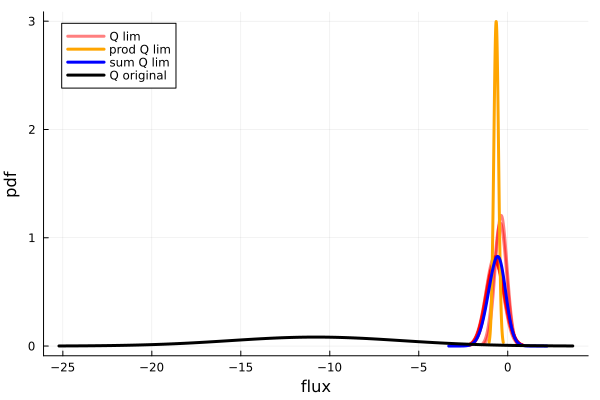 3
2
1
0
pdf
Q lim
prod Q lim
sum Q lim
Q original
−25
−20
−15
−10
−5
0
flux